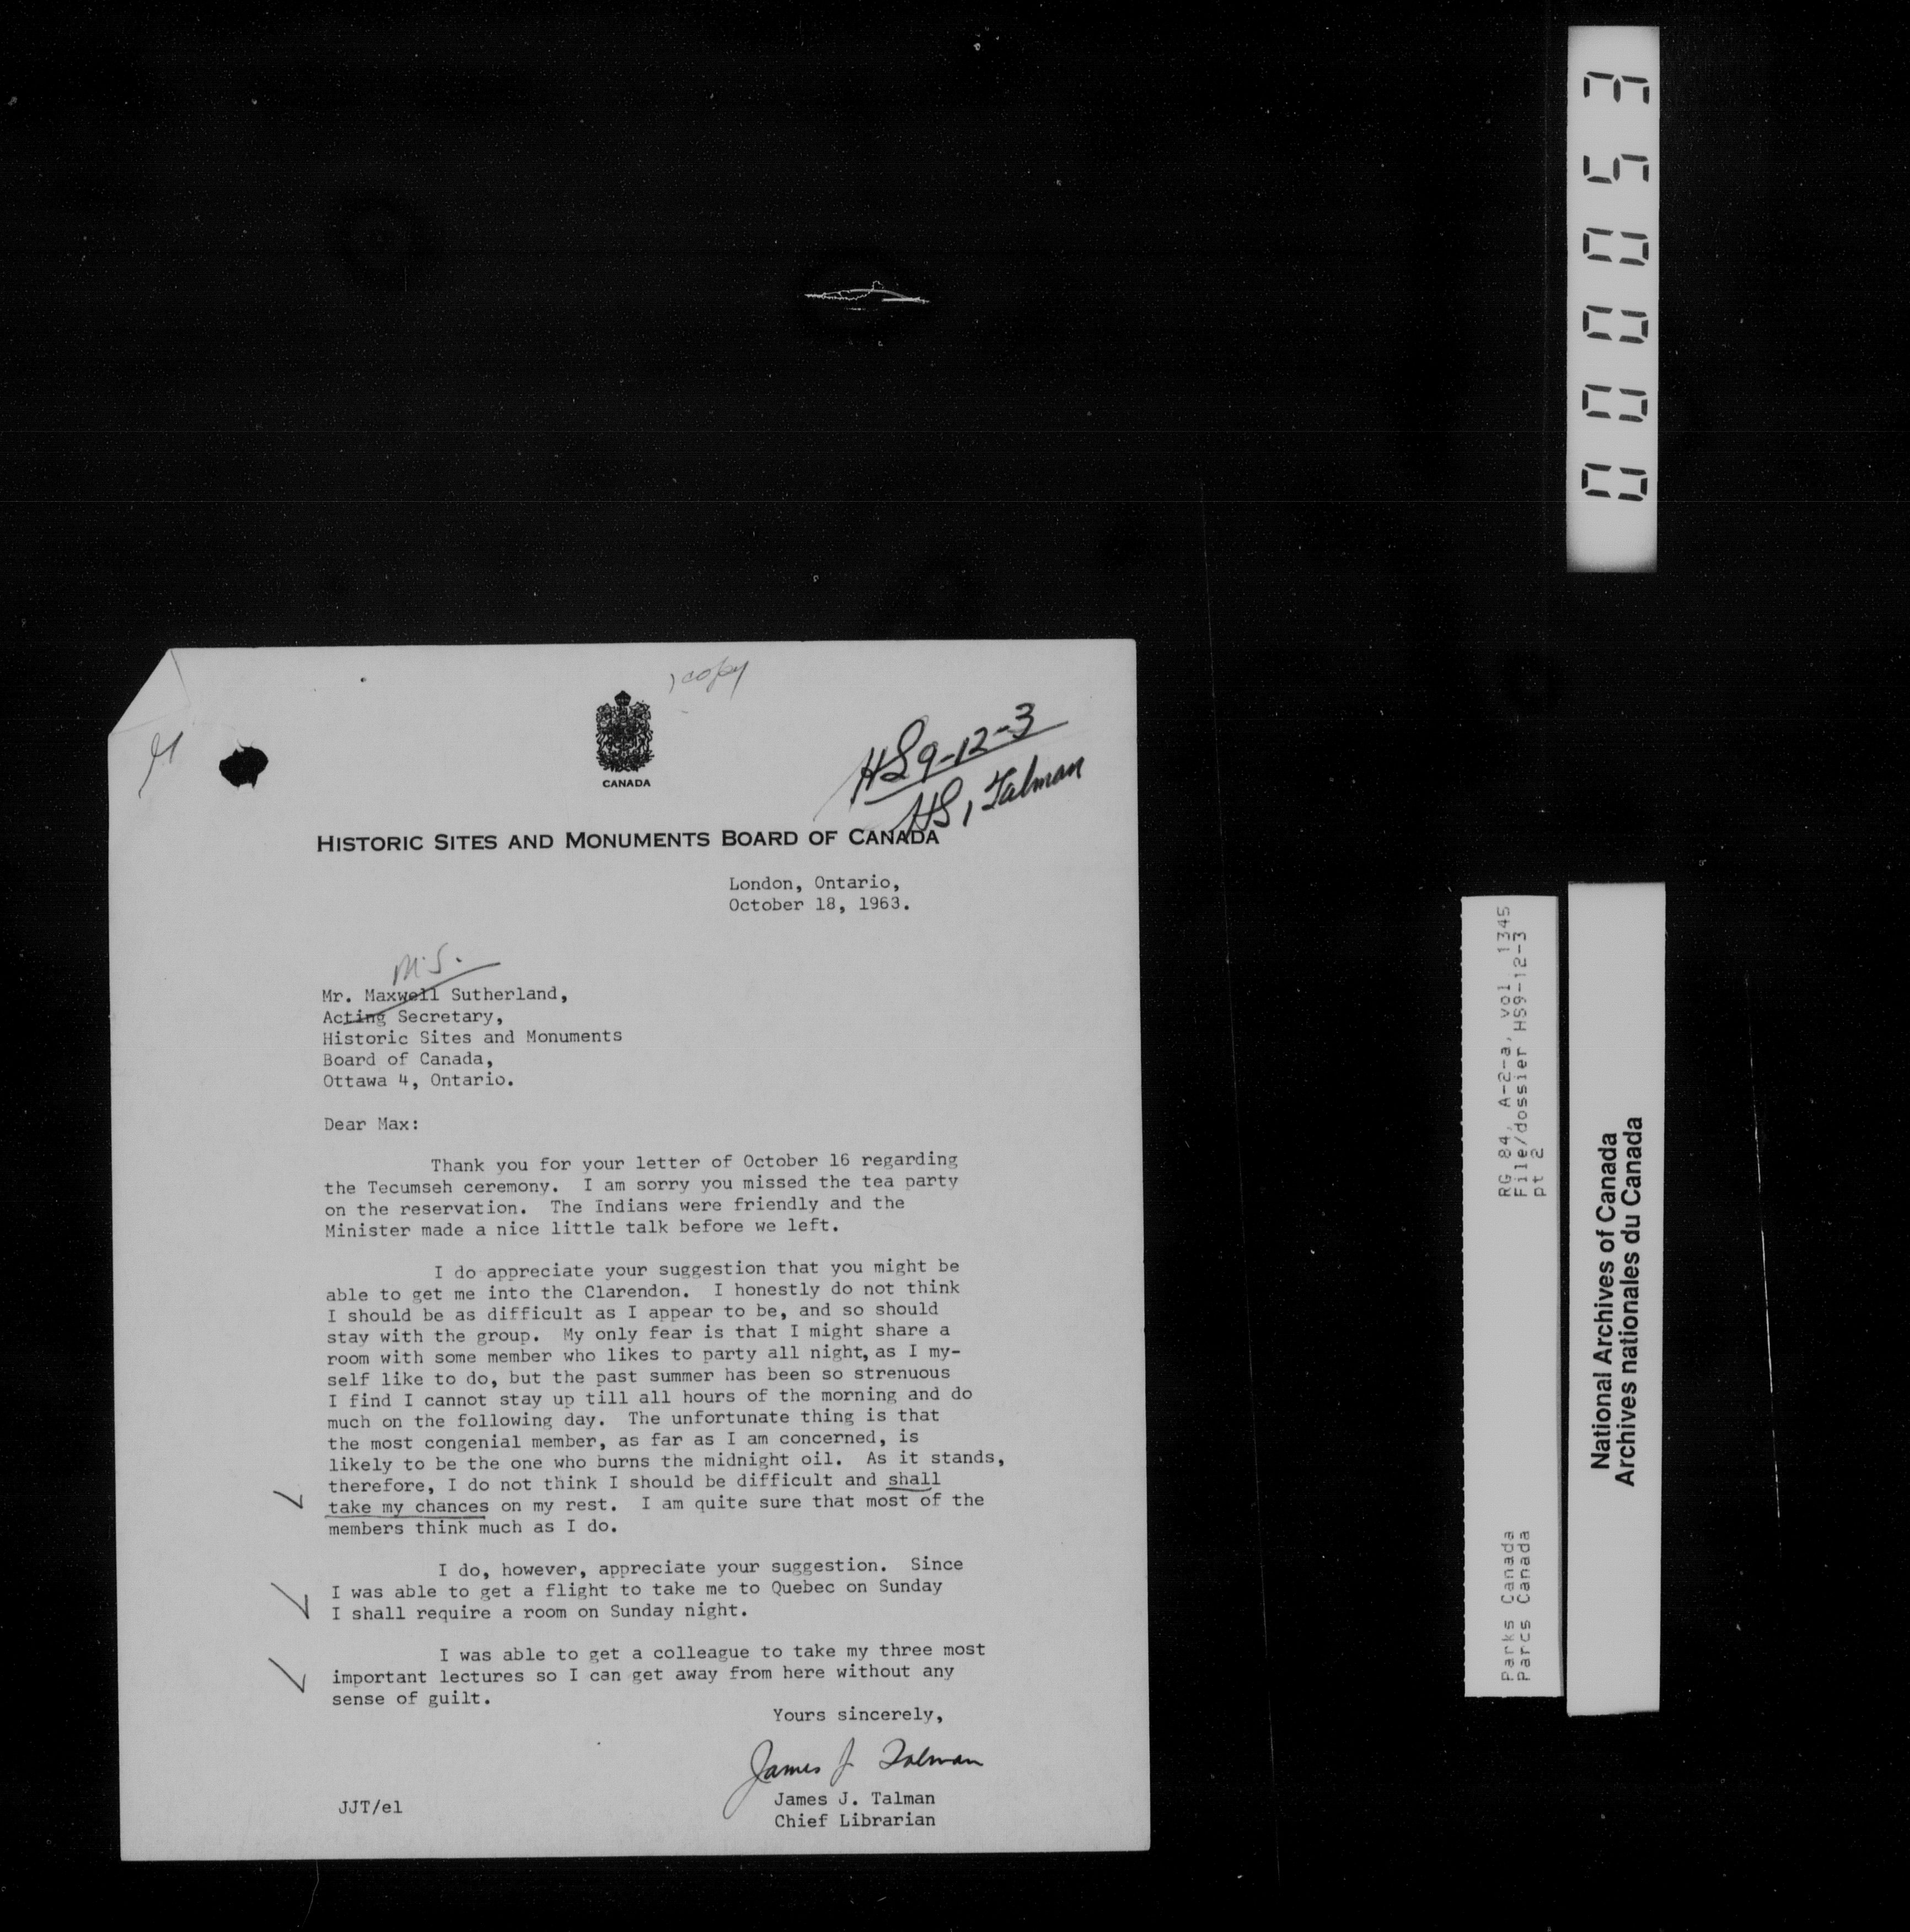 copy
CANADA
HS9-12-3
HS, Talman
HISTORIC SITES AND MONUMENTS BOARD OF CANADA
London, Ontario,
October 18, 1963.
M.S.
Mr. Maxwell Sutherland,
Acting Secretary,
Historic Sites and Monuments
Board of Canada,
Ottawa 4, Ontario.
Dear Max:
Thank you for your letter of October 16 regarding
the Tecumseh ceremony. I am sorry you missed the tea party
on the reservation. The Indians were friendly and the
Minister made a nice little talk before we left.
I do appreciate your suggestion that you might be
able to get me into the Clarendon. I honestly do not think
I should be as difficult as I appear to be, and so should
stay with the group. My only fear is that I might share a
room with some member who likes to party all night, as I my-
self like to do, but the past summer has been so strenuous
I find I cannot stay up till all hours of the morning and do
much on the following day. The unfortunate thing is that
the most congenial member, as far as I am concerned, is
likely to be the one who burns the midnight oil. As it stands,
therefore, I do not think I should be difficult and shall
take my chances on my rest. I am quite sure that most of the
members think much as I do.
I do, however, appreciate your suggestion. Since
I was able to get a flight to take me to Quebec on Sunday
I shall require a room on Sunday night.
I was able to get a colleague to take my three most
important lectures so I can get away from here without any
sense of guilt.
Yours sincerely,
James J Talman
James J. Talman
Chief Librarian
JJT/el
000053
RG 84, A-2-a, vol 1345
File/dossier HS9-12-3
pt 2
Parks Canada
Parcs Canada
National Archives of Canada
Archives nationales du Canada